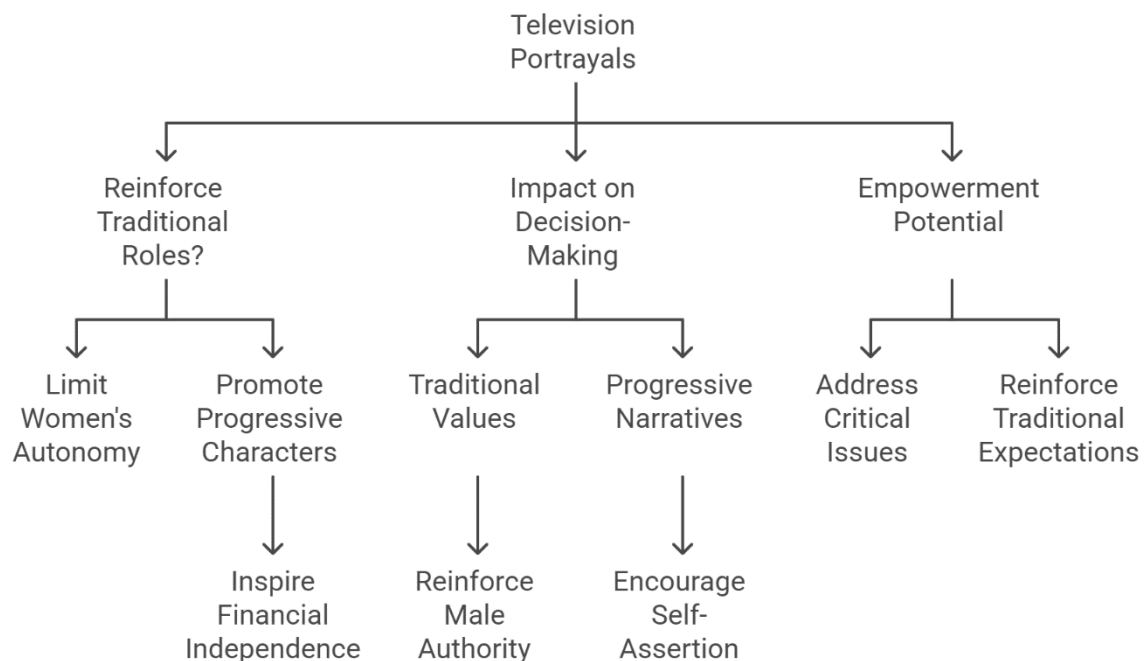 Television
Portrayals
Reinforce
Traditional
Roles?
Impact on
Decision-
Making
Empowerment
Potential
Limit
Women's
Autonomy
Promote
Progressive
Characters
Traditional
Values
Progressive
Narratives
Address
Critical
Issues
Reinforce
Traditional
Expectations
Inspire
Financial
Independence
Reinforce
Male
Authority
Encourage
Self-
Assertion